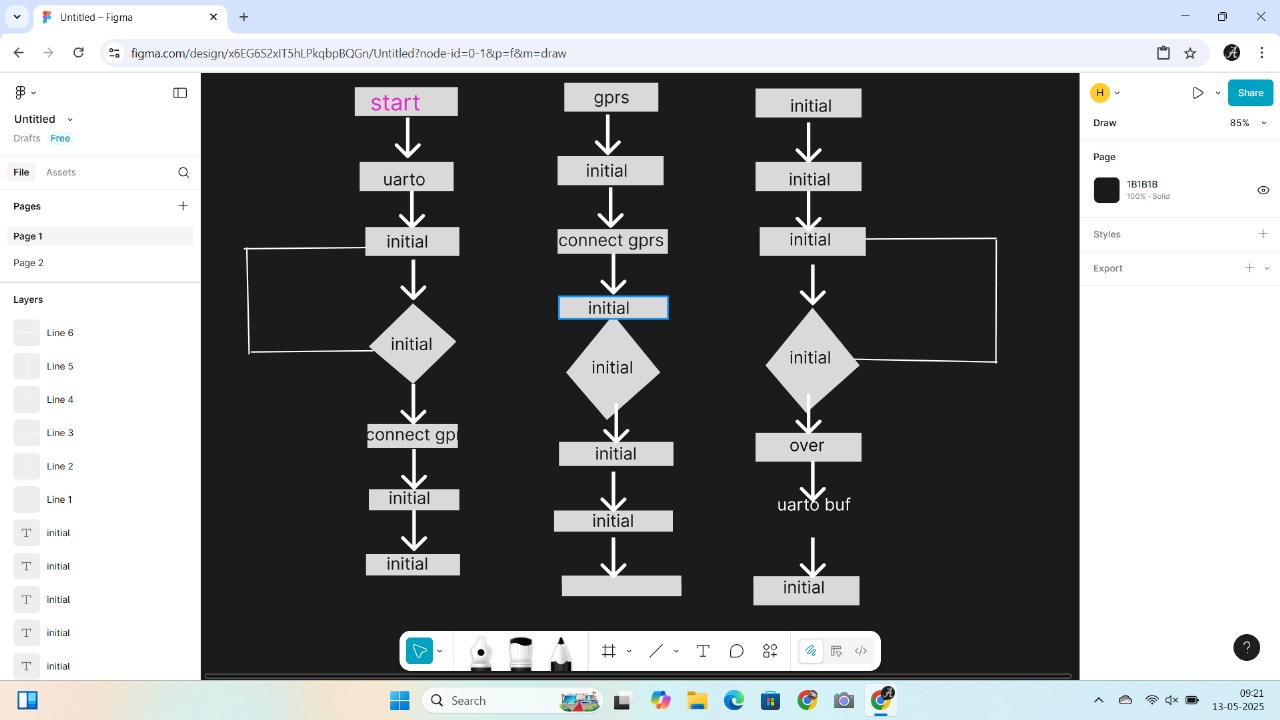 Untitled – Figma
figma.com/design/x6EG6S2xIT5hLPkqbpBQGn/Untitled?node-id=0-1&p=f&m=draw
Untitled
Drafts Free
File Assets
Pages
Page 1
Page 2
Layers
Line 6
Line 5
Line 4
Line 3
Line 2
Line 1
T initial
T initial
T initial
T initial
T initial
start
uarto
initial
initial
connect gpr
initial
initial
gprs
initial
connect gprs
initial
initial
initial
initial
initial
initial
initial
initial
over
uarto buf
initial
H
Share
Draw
85%
Page
1B1B1B
100% · Solid
Styles
Export
?
Search
09:21
13-05-2025